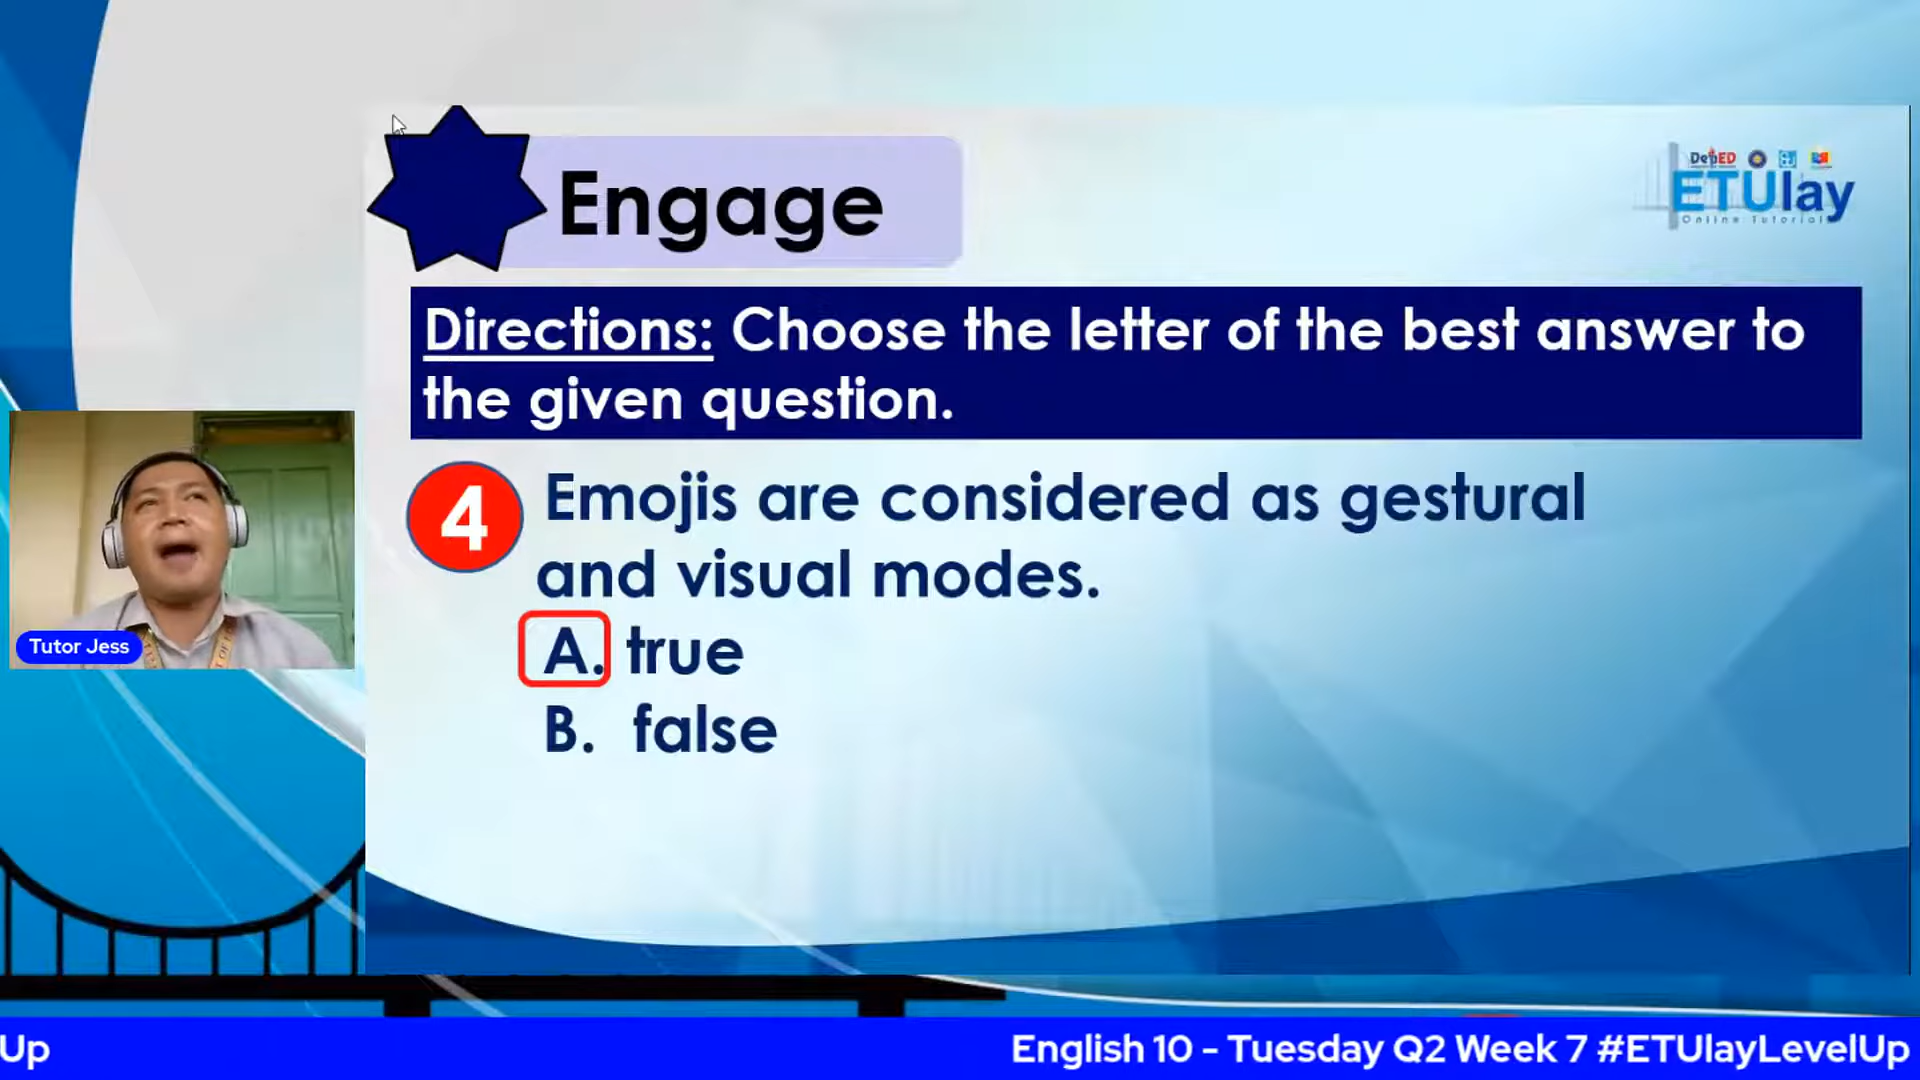 Engage
DepED
ETUlay
Online Tutorial
Directions: Choose the letter of the best answer to
the given question.
4 Emojis are considered as gestural
and visual modes.
A. true
B. false
Tutor Jess
Up English 10 - Tuesday Q2 Week 7 #ETUlayLevelUp